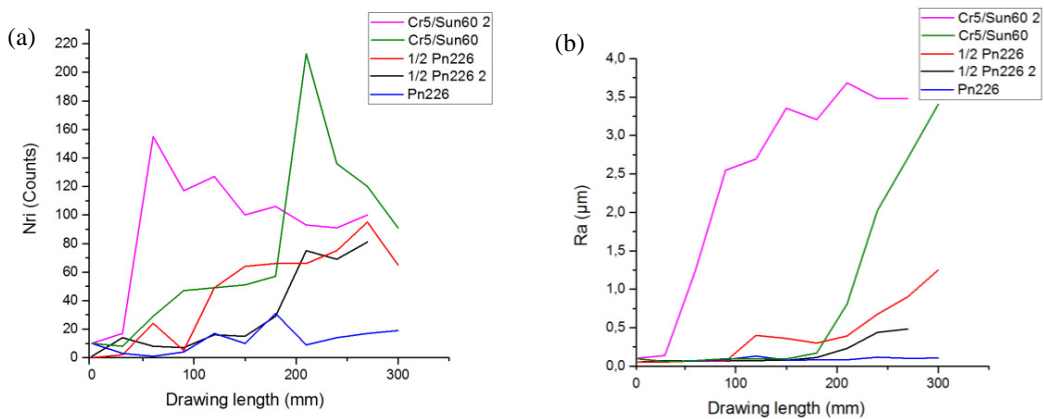 (a)
Cr5/Sun60 2
Cr5/Sun60
1/2 Pn226
1/2 Pn226 2
Pn226
220
200
180
160
140
120
100
80
60
40
20
0
Nri (Counts)
0 100 200 300
Drawing length (mm)
(b)
Cr5/Sun60 2
Cr5/Sun60
1/2 Pn226
1/2 Pn226 2
Pn226
4,0
3,5
3,0
2,5
2,0
1,5
1,0
0,5
0,0
Ra (μm)
0 100 200 300
Drawing length (mm)